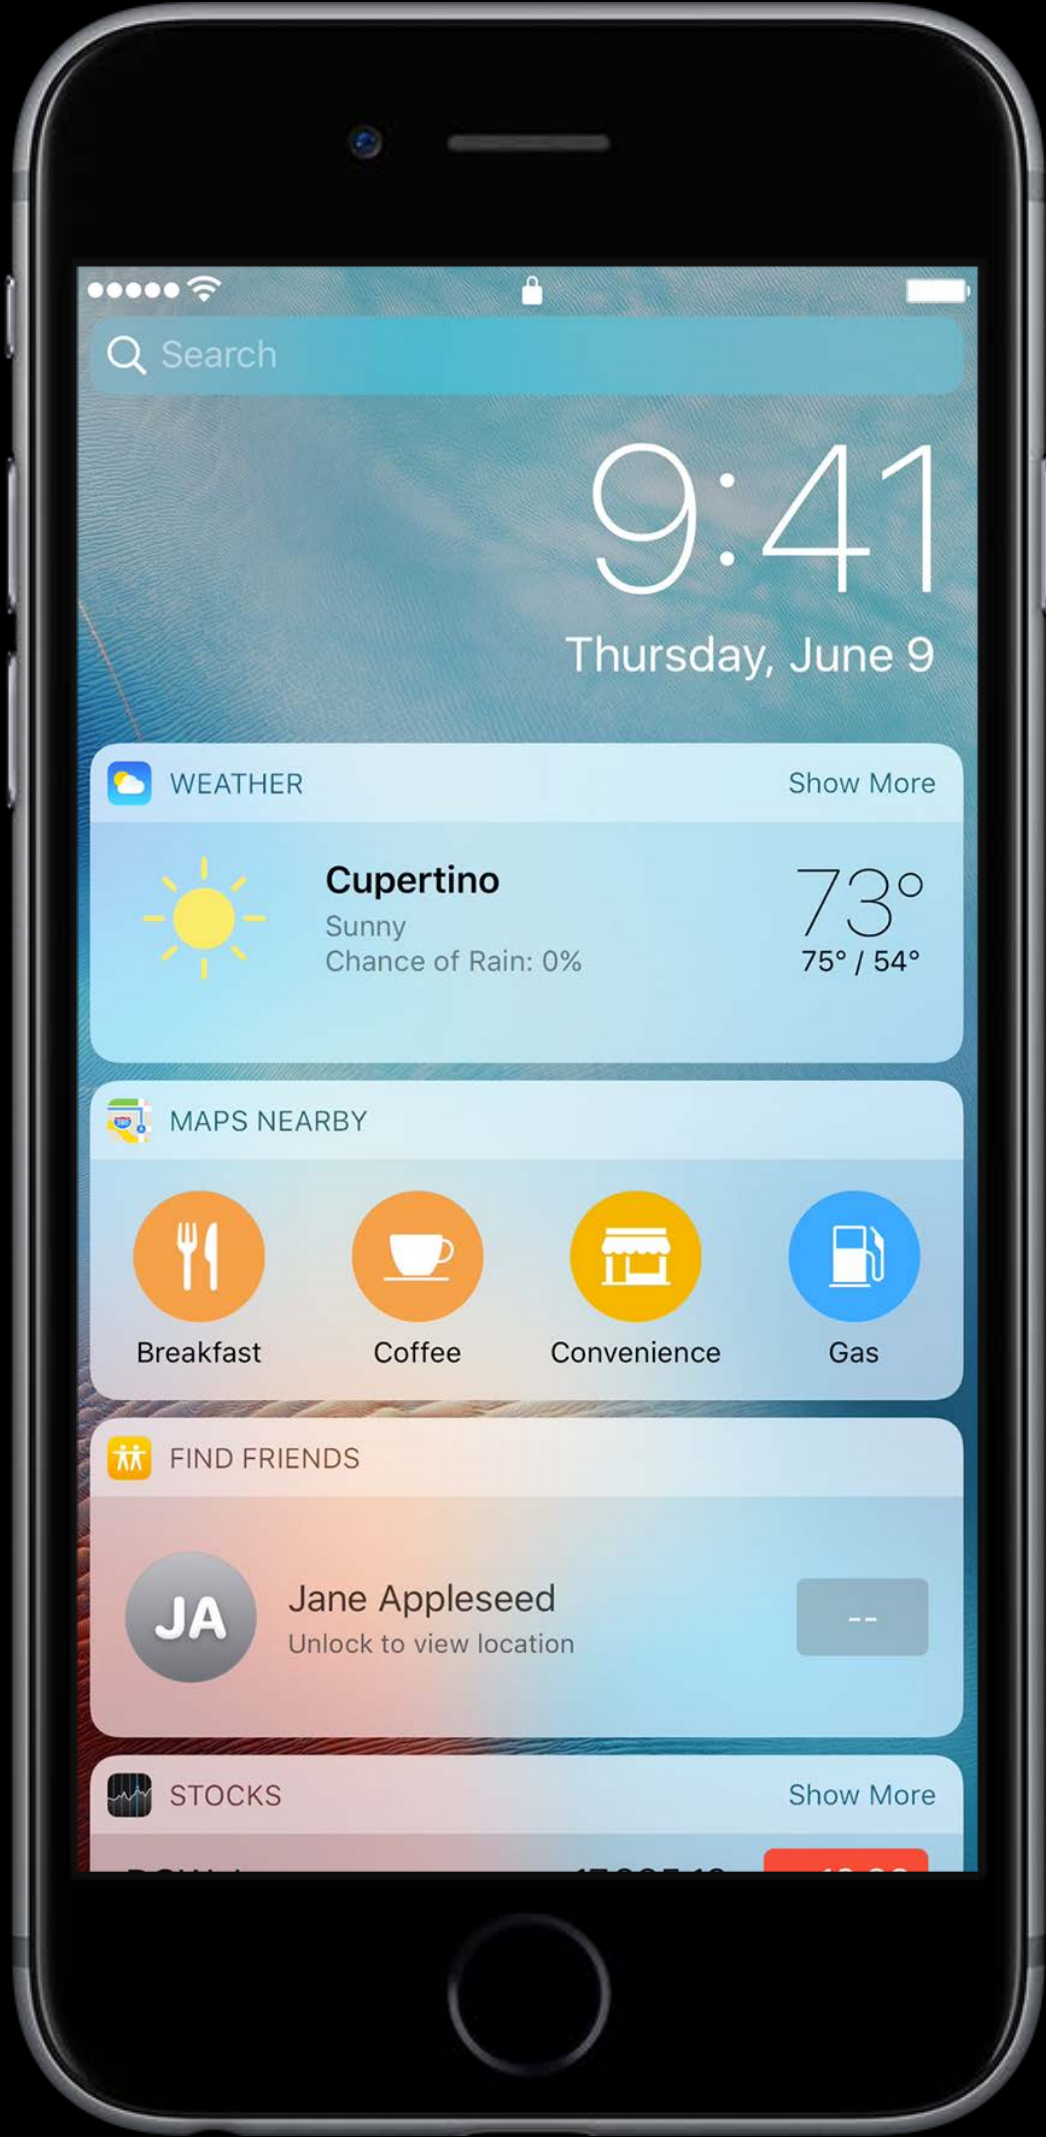 Search
9:41
Thursday, June 9
WEATHER Show More
Cupertino
73°
Sunny
Chance of Rain: 0%
75° / 54°
MAPS NEARBY
Breakfast Coffee Convenience Gas
FIND FRIENDS
JA
Jane Appleseed
Unlock to view location
--
STOCKS Show More